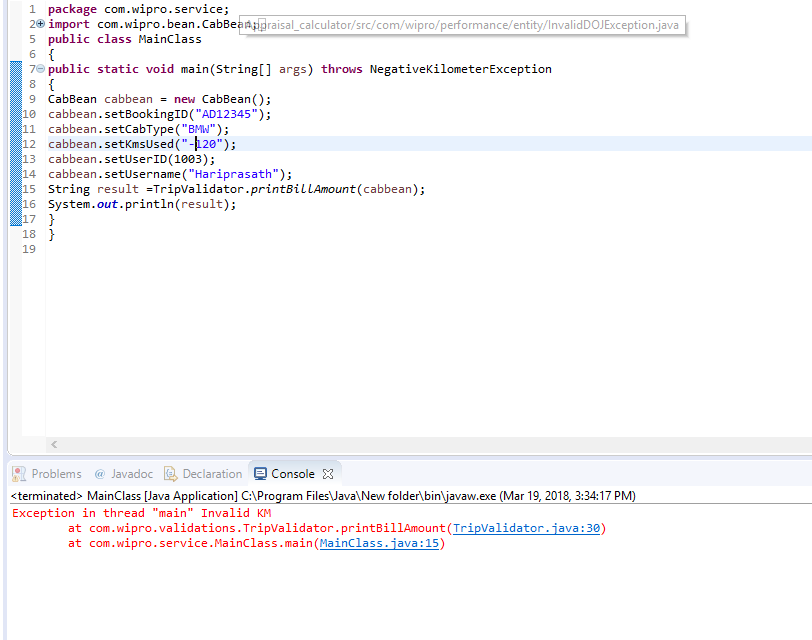 1 package com.wipro.service;
2 import com.wipro.bean.CabBean;
Appraisal_calculator/src/com/wipro/performance/entity/InvalidDOJException.java
5 public class MainClass
6 {
7 public static void main(String[] args) throws NegativeKilometerException
8 {
9 CabBean cabbean = new CabBean();
10 cabbean.setBookingID("AD12345");
11 cabbean.setCabType("BMW");
12 cabbean.setKmsUsed("-120");
13 cabbean.setUserID(1003);
14 cabbean.setUsername("Hariprasath");
15 String result =TripValidator.printBillAmount(cabbean);
16 System.out.println(result);
17 }
18 }
19
Problems @ Javadoc Declaration Console
<terminated> MainClass [Java Application] C:\Program Files\Java\New folder\bin\javaw.exe (Mar 19, 2018, 3:34:17 PM)
Exception in thread "main" Invalid KM
at com.wipro.validations.TripValidator.printBillAmount(TripValidator.java:30)
at com.wipro.service.MainClass.main(MainClass.java:15)